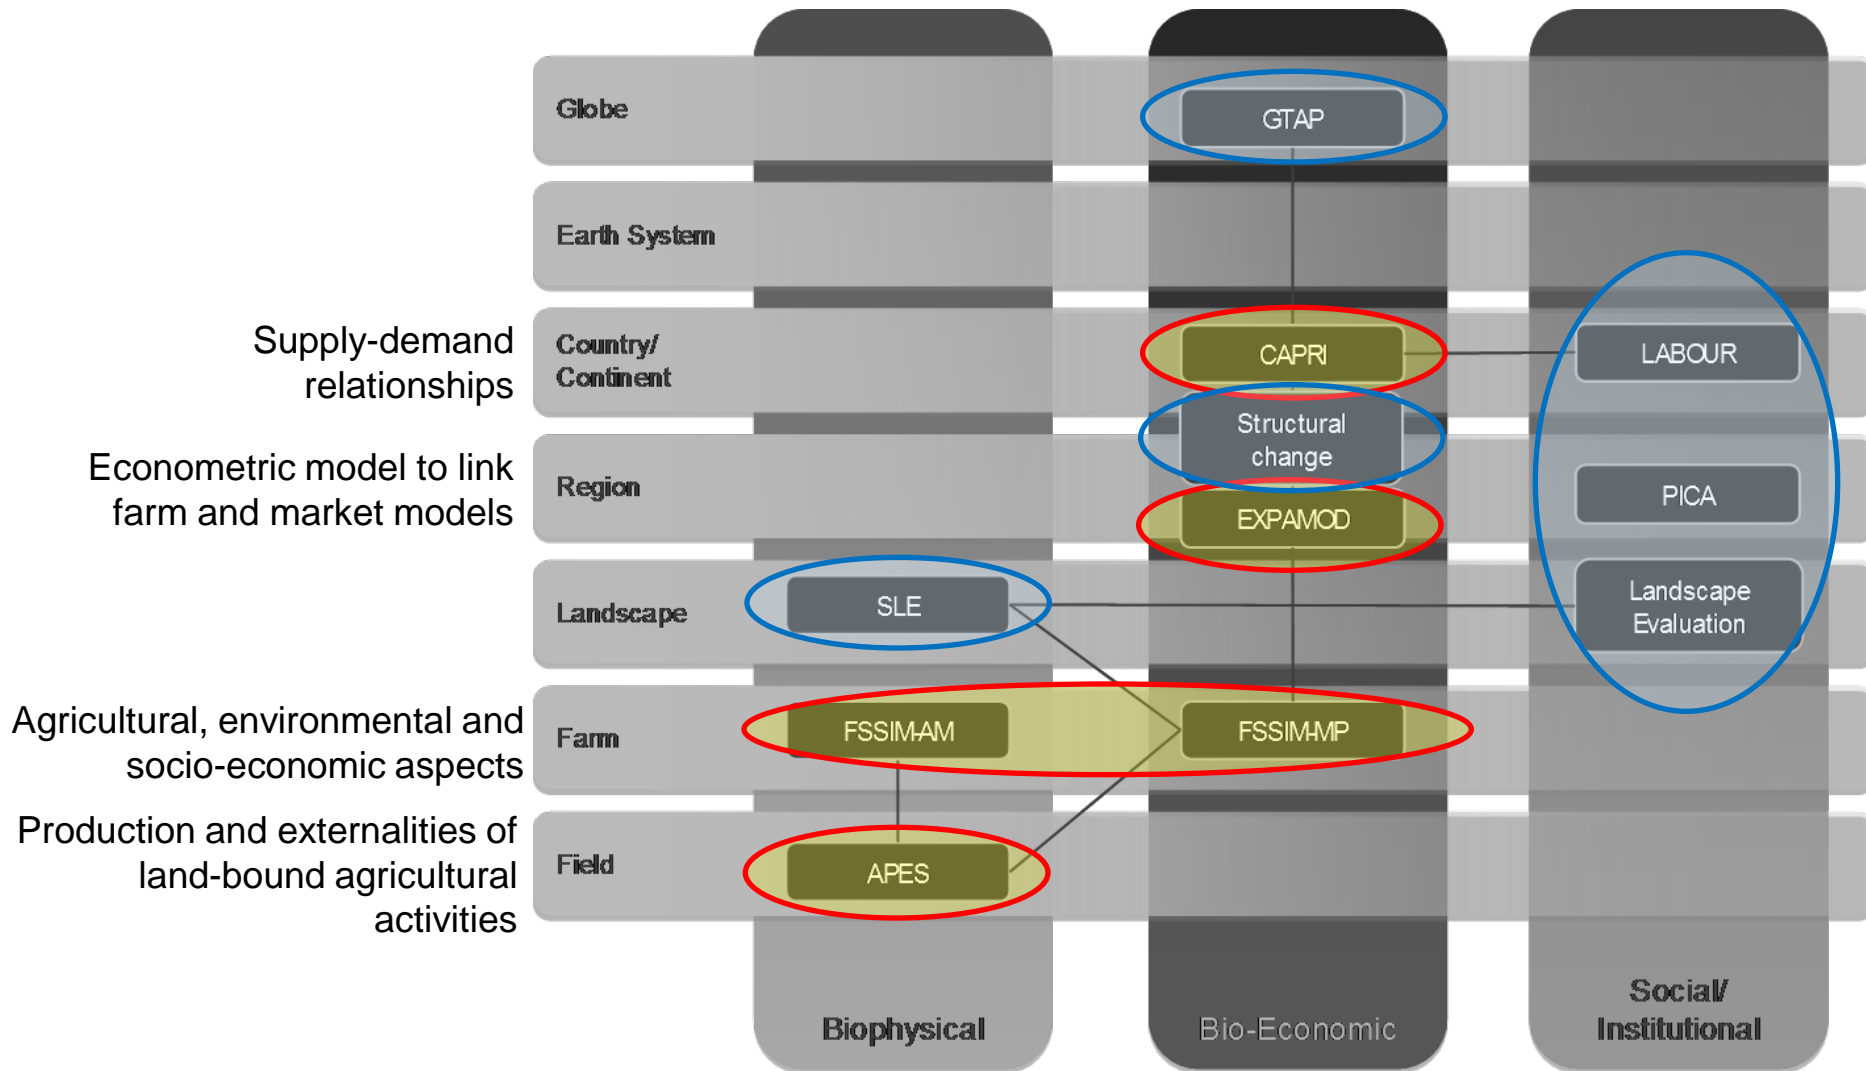 Globe
GTAP
Earth System
Supply-demand
relationships
Country/
Continent
CAPRI
LABOUR
Structural
change
Econometric model to link
farm and market models
Region
PICA
EXPAMOD
Landscape
SLE
Landscape
Evaluation
Agricultural, environmental and
socio-economic aspects
Farm
FSSIM-AM
FSSIM-MP
Production and externalities of
land-bound agricultural
activities
Field
APES
Biophysical
Bio-Economic
Social/
Institutional